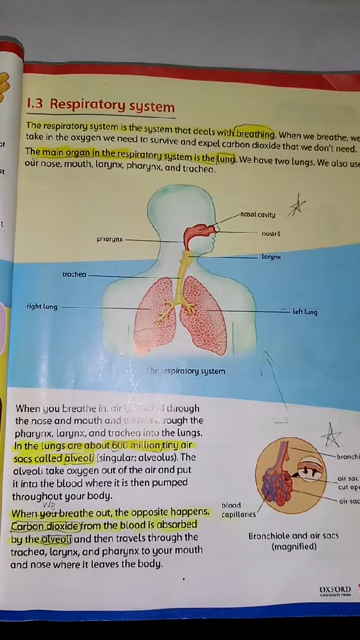 1.3 Respiratory system
The respiratory system is the system that deals with breathing. When we breathe, we
take in the oxygen we need to survive and expel carbon dioxide that we don't need.
The main organ in the respiratory system is the lung. We have two lungs. We also use
our nose, mouth, larynx, pharynx, and trachea.
nasal cavity
nostril
pharynx
larynx
trachea
right lung
left lung
The respiratory system
When you breathe in, air is through
the nose and mouth and through the
pharynx, larynx, and trachea into the lungs.
In the lungs are about 600 million tiny air
sacs called alveoli (singular: alveolus). The
alveoli take oxygen out of the air and put
it into the blood where it is then pumped
throughout your body.
When you breathe out, the opposite happens.
Carbon dioxide from the blood is absorbed
by the alveoli and then travels through the
trachea, larynx, and pharynx to your mouth
and nose where it leaves the body.
bronchi
air sac
cut ope
air sac
blood
capillaries
Bronchiole and air sacs
(magnified)
OXFORD
UNIVERSITY PRESS